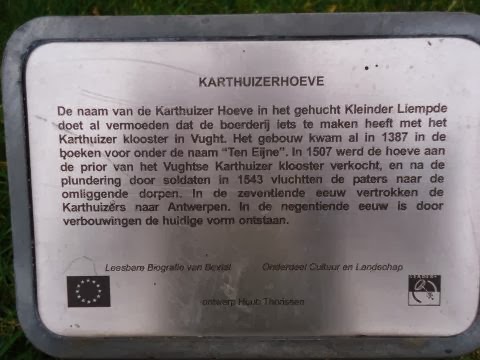 KARTHUIZERHOEVE
De naam van de Karthuizer Hoeve in het gehucht Kleinder Liempde
doet al vermoeden dat de boerderij iets te maken heeft met het
Karthuizer klooster in Vught. Het gebouw kwam al in 1387 in de
boeken voor onder de naam “Ten Eijne”. In 1507 werd de hoeve aan
de prior van het Vughtse Karthuizer klooster verkocht, en na de
plundering door soldaten in 1543 vluchtten de paters naar de
omliggende dorpen. In de zeventiende eeuw vertrokken de
Karthuizers naar Antwerpen. In de negentiende eeuw is door
verbouwingen de huidige vorm ontstaan.
Leesbare Biografie van Boxtel Onderdeel Cultuur en Landschap
ontwerp Huub Thorissen
LEADER+